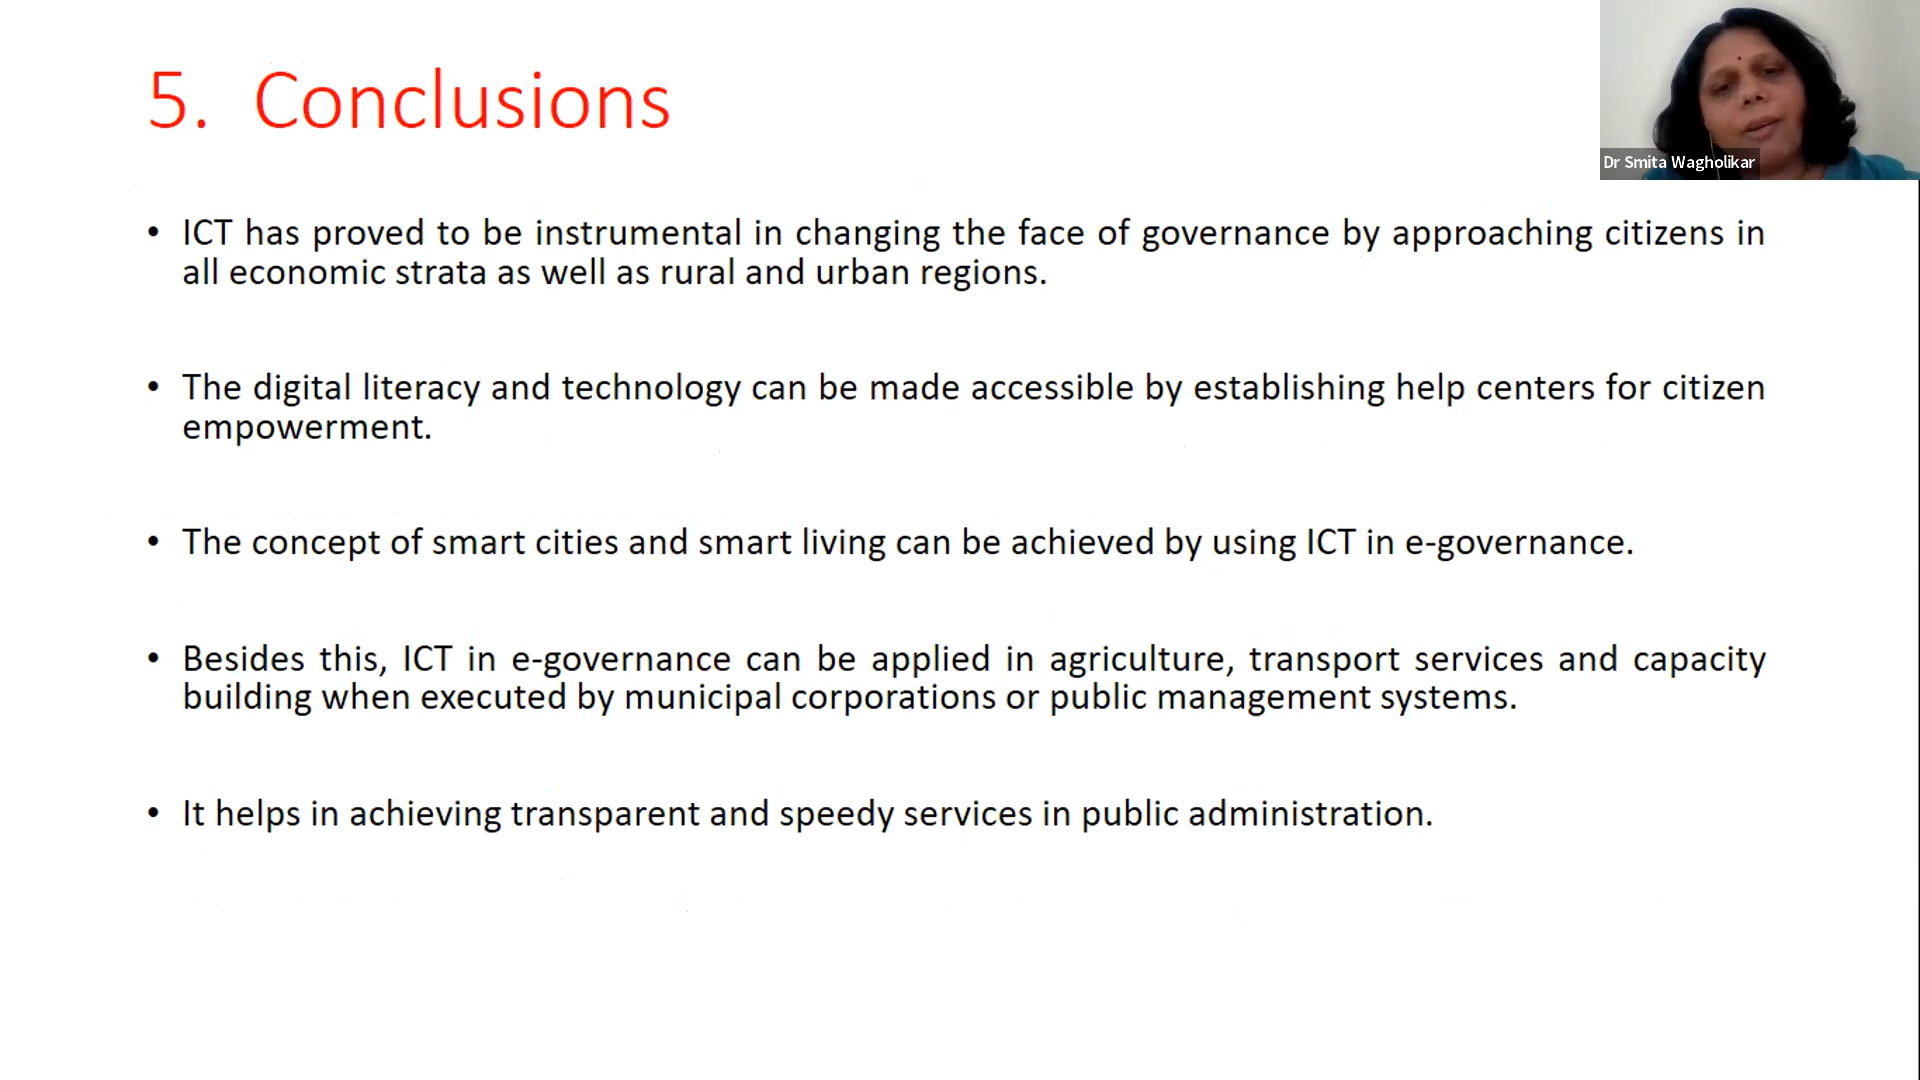 5. Conclusions
Dr Smita Wagholikar
• ICT has proved to be instrumental in changing the face of governance by approaching citizens in
all economic strata as well as rural and urban regions.
• The digital literacy and technology can be made accessible by establishing help centers for citizen
empowerment.
• The concept of smart cities and smart living can be achieved by using ICT in e-governance.
• Besides this, ICT in e-governance can be applied in agriculture, transport services and capacity
building when executed by municipal corporations or public management systems.
• It helps in achieving transparent and speedy services in public administration.